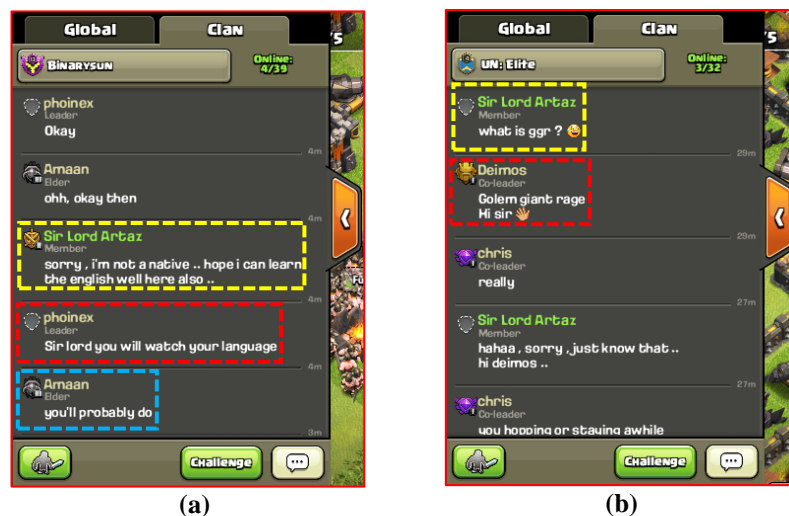 Global
Clan
Binarysun
Online:
4/39
phoinex
Leader
Okay
4m
Amaan
Elder
ohh, okay then
4m
Sir Lord Artaz
Member
sorry , i'm not a native .. hope i can learn
the english well here also ..
4m
phoinex
Leader
Sir lord you will watch your language
4m
Amaan
Elder
you'll probably do
3m
Challenge
(a)
Global
Clan
UN: Elite
Online:
3/32
Sir Lord Artaz
Member
what is ggr ?
29m
Deimos
Co-leader
Golem giant rage
Hi sir
29m
chris
Co-leader
really
27m
Sir Lord Artaz
Member
hahaa , sorry ,just know that ..
hi deimos ..
27m
chris
Co-leader
you hopping or staying awhile
Challenge
(b)